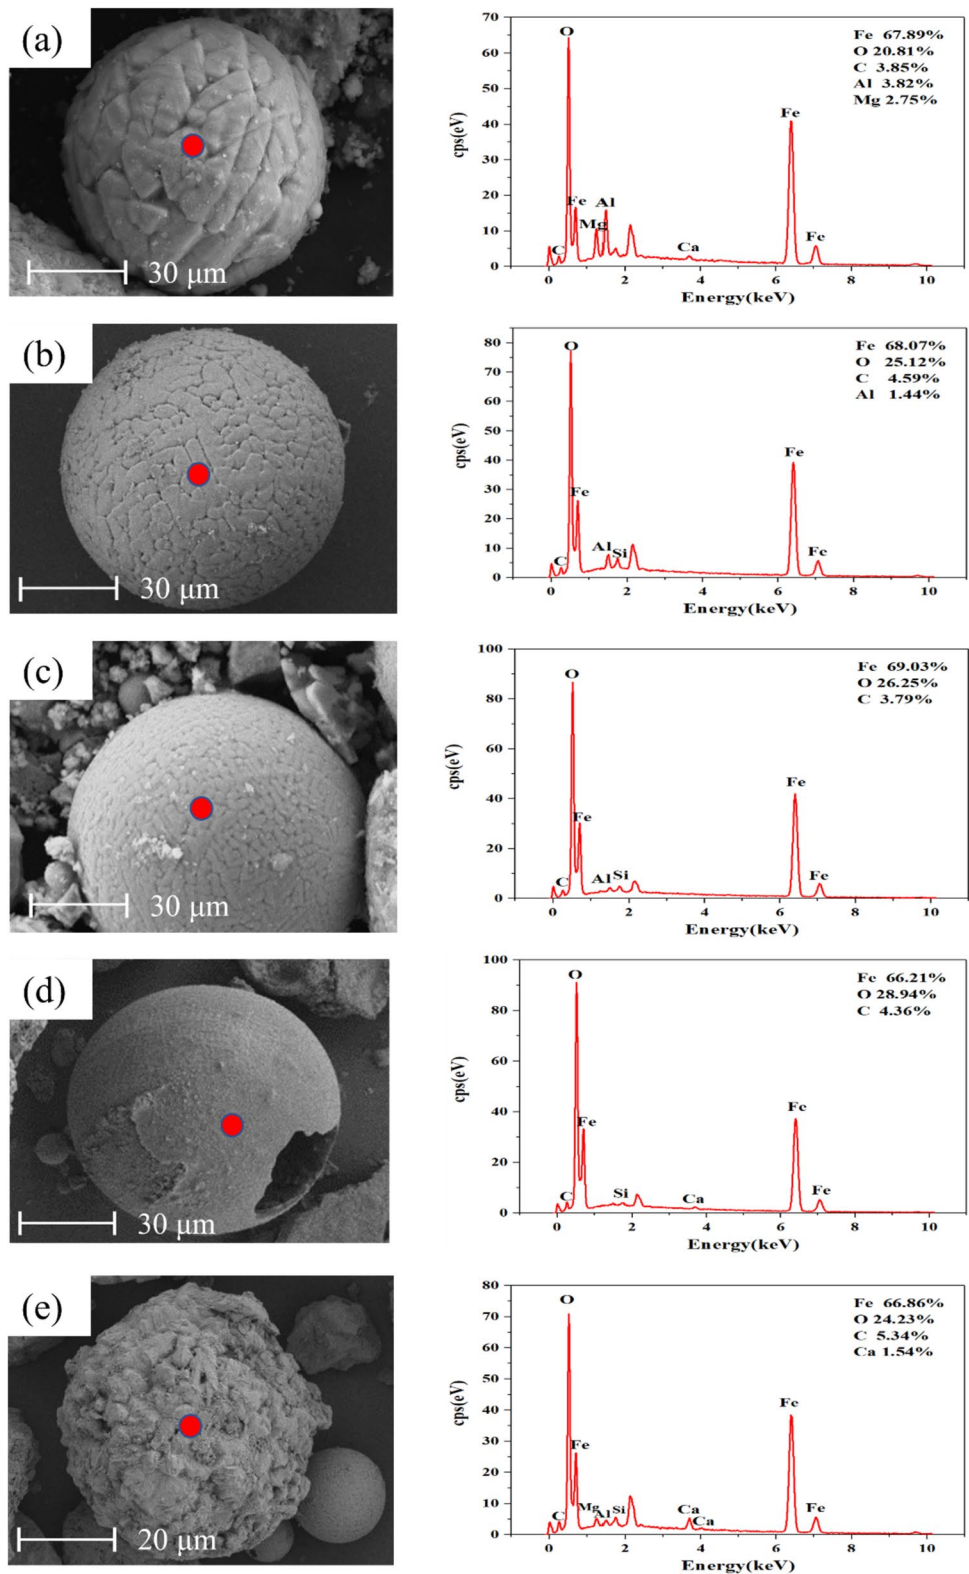 (a)
30 μm
70
60
50
40
30
20
10
0
cps(eV)
O
Fe
Mg
Al
C
Ca
Fe
Fe
Fe 67.89%
O 20.81%
C 3.85%
Al 3.82%
Mg 2.75%
0 2 4 6 8 10
Energy(keV)
(b)
30 μm
80
70
60
50
40
30
20
10
0
cps(eV)
O
Fe
C
Al
Si
Fe
Fe
Fe 68.07%
O 25.12%
C 4.59%
Al 1.44%
0 2 4 6 8 10
Energy(keV)
(c)
30 μm
100
80
60
40
20
0
cps(eV)
O
Fe
C
Al
Si
Fe
Fe
Fe 69.03%
O 26.25%
C 3.79%
0 2 4 6 8 10
Energy(keV)
(d)
30 μm
100
80
60
40
20
0
cps(eV)
O
Fe
C
Si
Ca
Fe
Fe
Fe 66.21%
O 28.94%
C 4.36%
0 2 4 6 8 10
Energy(keV)
(e)
20 μm
80
70
60
50
40
30
20
10
0
cps(eV)
O
Fe
C
Mg
Al
Si
Ca
Ca
Fe
Fe
Fe 66.86%
O 24.23%
C 5.34%
Ca 1.54%
0 2 4 6 8 10
Energy(keV)